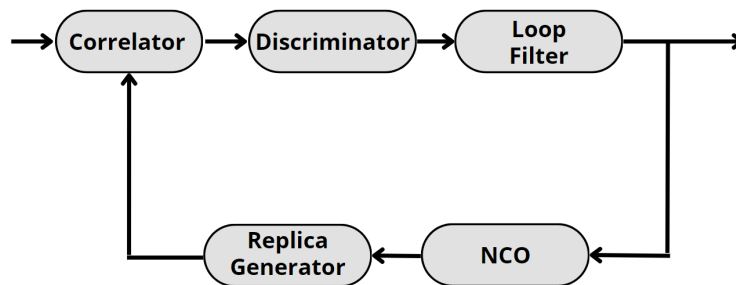 Correlator
Discriminator
Loop
Filter
Replica
Generator
NCO